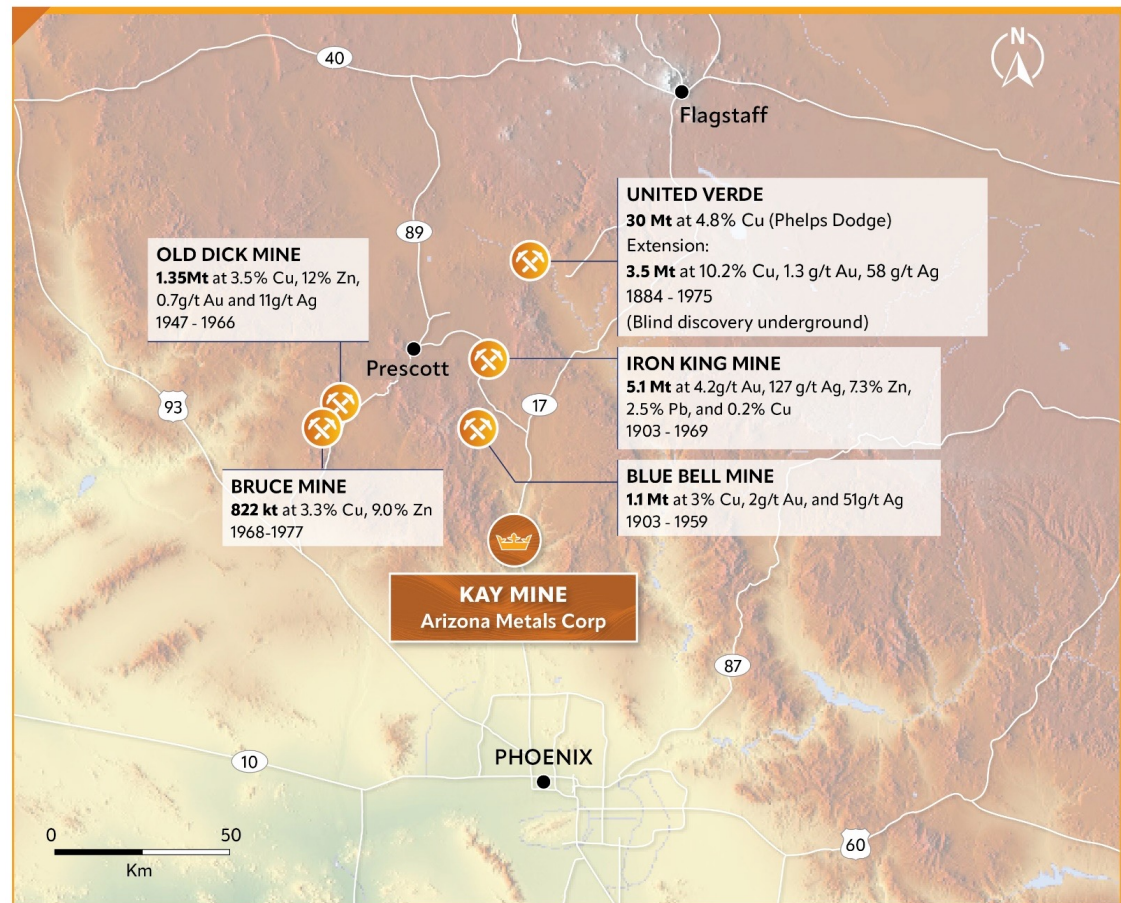 N
40
Flagstaff
UNITED VERDE
30 Mt at 4.8% Cu (Phelps Dodge)
Extension:
3.5 Mt at 10.2% Cu, 1.3 g/t Au, 58 g/t Ag
1884 - 1975
(Blind discovery underground)
89
OLD DICK MINE
1.35Mt at 3.5% Cu, 12% Zn,
0.7g/t Au and 11g/t Ag
1947 - 1966
Prescott
IRON KING MINE
5.1 Mt at 4.2g/t Au, 127 g/t Ag, 7.3% Zn,
2.5% Pb, and 0.2% Cu
1903 - 1969
93
17
BRUCE MINE
822 kt at 3.3% Cu, 9.0% Zn
1968-1977
BLUE BELL MINE
1.1 Mt at 3% Cu, 2g/t Au, and 51g/t Ag
1903 - 1959
KAY MINE
Arizona Metals Corp
87
PHOENIX
10
0 50
Km
60